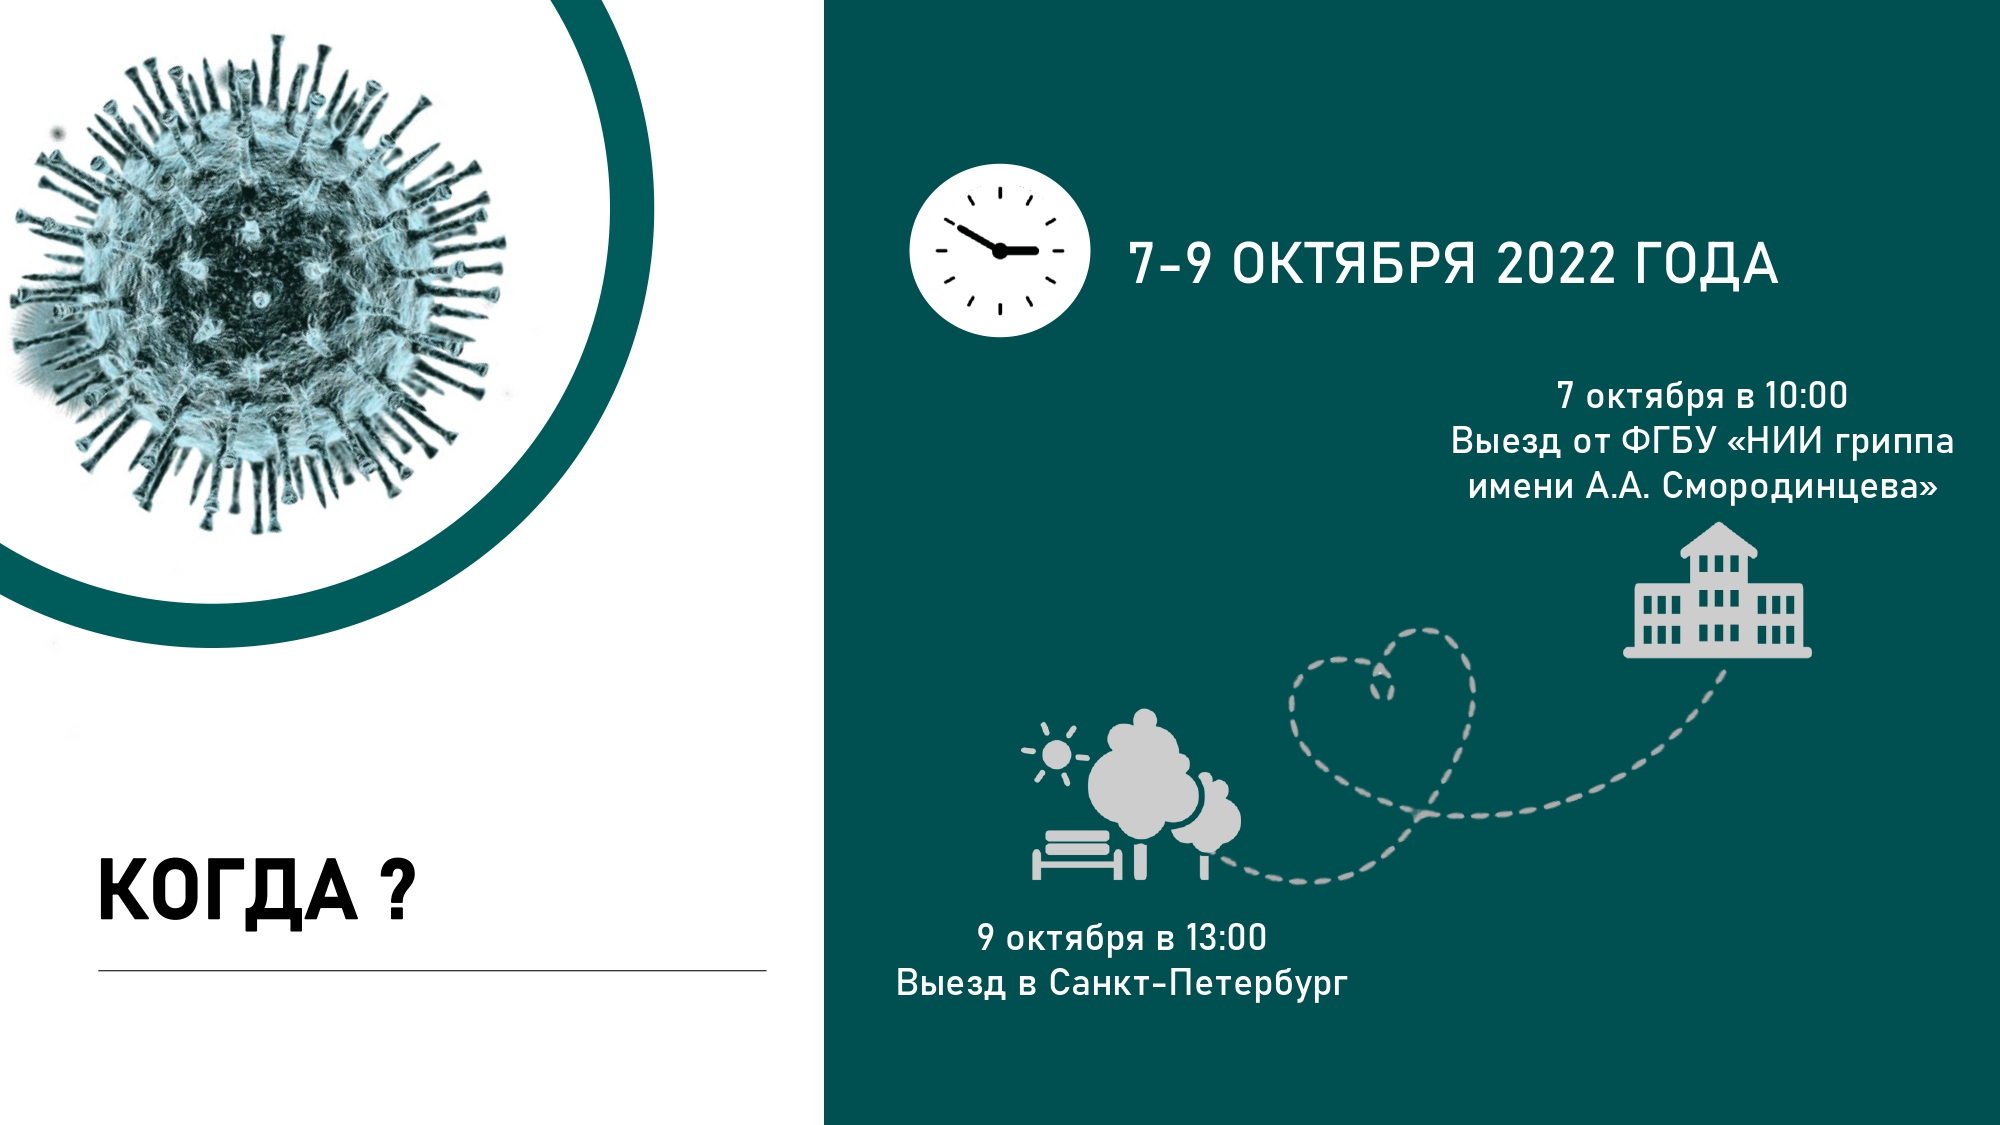 КОГДА ?
7-9 ОКТЯБРЯ 2022 ГОДА
7 октября в 10:00
Выезд от ФГБУ «НИИ гриппа
имени А.А. Смородинцева»
9 октября в 13:00
Выезд в Санкт-Петербург